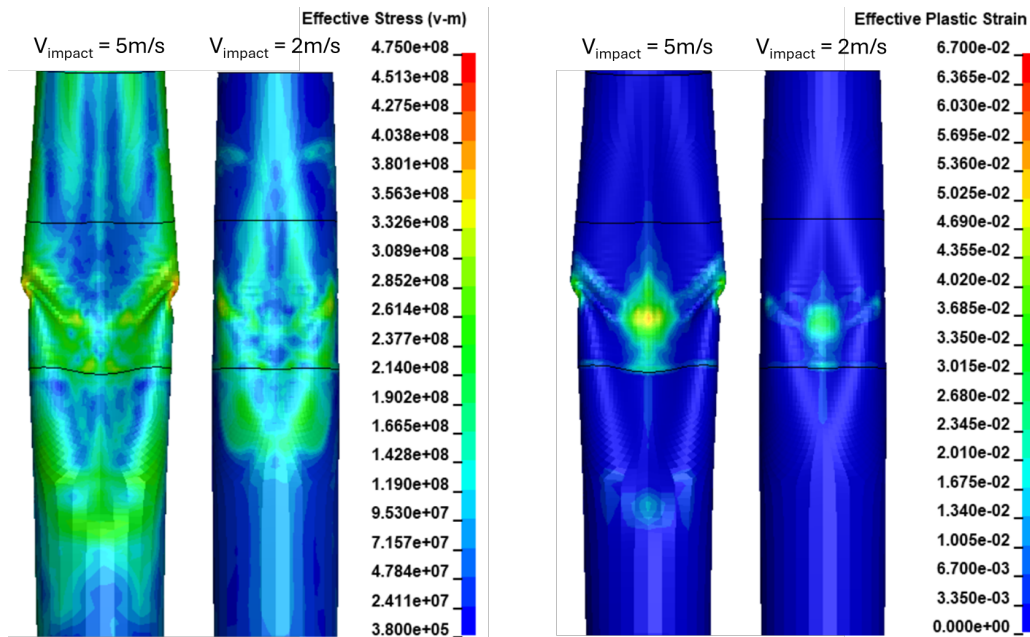 Effective Stress (v-m)
V_impact = 5m/s
V_impact = 2m/s
4.750e+08
4.513e+08
4.275e+08
4.038e+08
3.801e+08
3.563e+08
3.326e+08
3.089e+08
2.852e+08
2.614e+08
2.377e+08
2.140e+08
1.902e+08
1.665e+08
1.428e+08
1.190e+08
9.530e+07
7.157e+07
4.784e+07
2.411e+07
3.800e+05
Effective Plastic Strain
V_impact = 5m/s
V_impact = 2m/s
6.700e-02
6.365e-02
6.030e-02
5.695e-02
5.360e-02
5.025e-02
4.690e-02
4.355e-02
4.020e-02
3.685e-02
3.350e-02
3.015e-02
2.680e-02
2.345e-02
2.010e-02
1.675e-02
1.340e-02
1.005e-02
6.700e-03
3.350e-03
0.000e+00